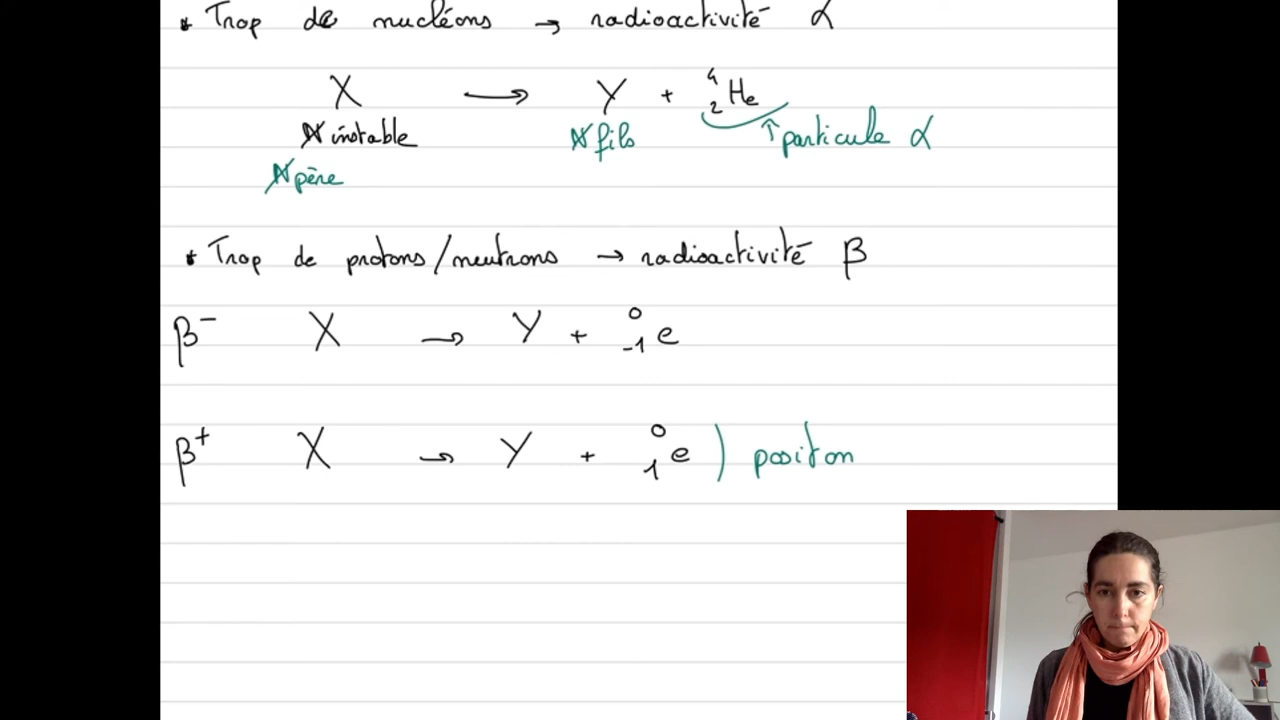 • Trop de nucléons → radioactivité α
X → Y + ⁴₂He
N instable N fils ↑ particule α
N père
• Trop de protons/neutrons → radioactivité β
β⁻ X → Y + ⁰₋₁e
β⁺ X → Y + ⁰₁e ) positon